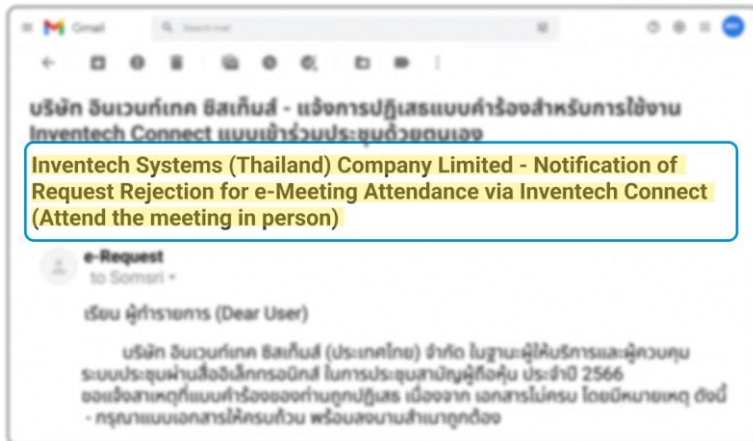 Gmail
Search mail
บริษัท อินเวนท์เทค ซิสเท็มส์ - แจ้งการปฏิเสธแบบคำร้องสำหรับการใช้งาน
Inventech Connect แบบเข้าร่วมประชุมด้วยตนเอง
Inventech Systems (Thailand) Company Limited - Notification of
Request Rejection for e-Meeting Attendance via Inventech Connect
(Attend the meeting in person)
e-Request
to Somsri
เรียน ผู้ทำรายการ (Dear User)
บริษัท อินเวนท์เทค ซิสเท็มส์ (ประเทศไทย) จำกัด ในฐานะผู้ให้บริการและผู้ควบคุม
ระบบประชุมผ่านสื่ออิเล็กทรอนิกส์ ในการประชุมสามัญผู้ถือหุ้น ประจำปี 2566
ขอแจ้งสาเหตุที่แบบคำร้องของท่านถูกปฏิเสธ เนื่องจาก เอกสารไม่ครบ โดยมีหมายเหตุ ดังนี้
- กรุณาแนบเอกสารให้ครบถ้วน พร้อมลงนามสำเนาถูกต้อง